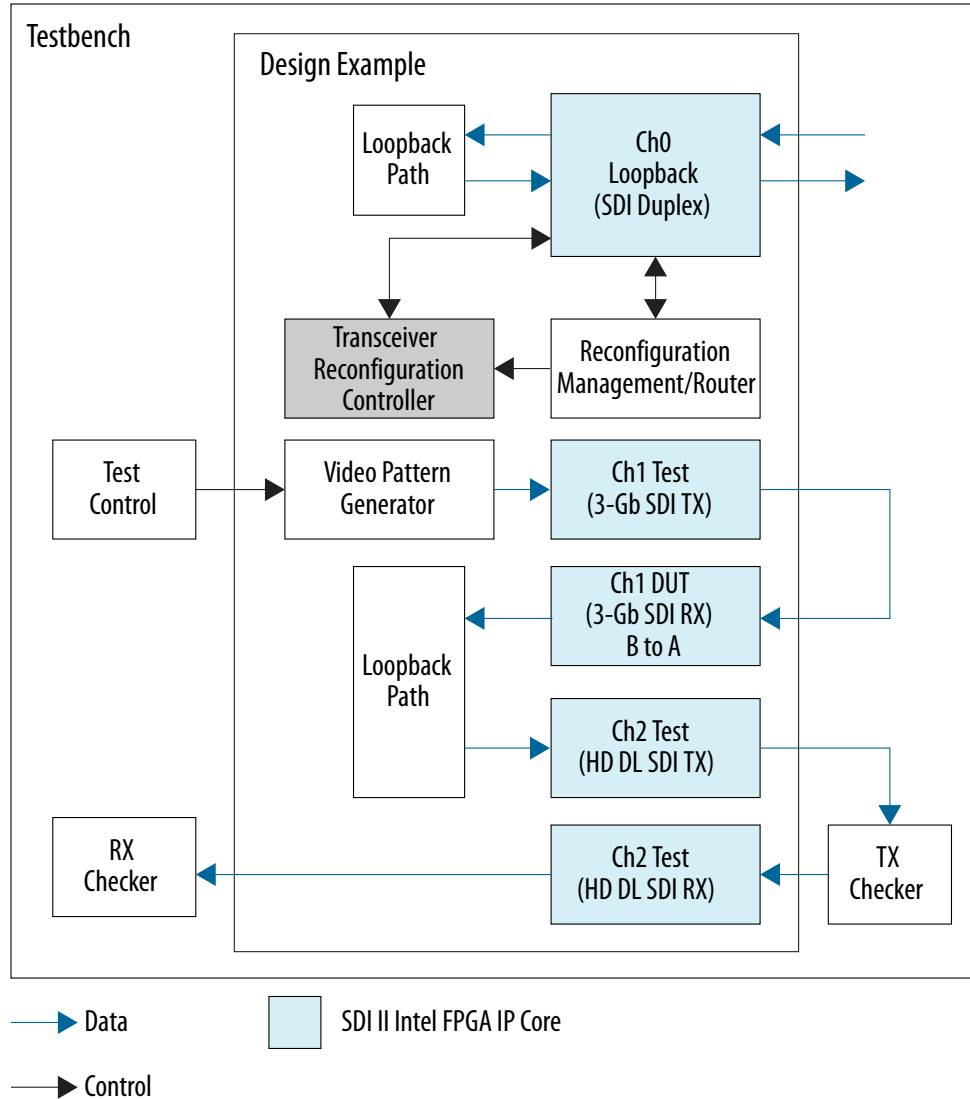 Testbench
Design Example
Loopback
Path
Ch0
Loopback
(SDI Duplex)
Transceiver
Reconfiguration
Controller
Reconfiguration
Management/Router
Test
Control
Video Pattern
Generator
Ch1 Test
(3-Gb SDI TX)
Ch1 DUT
(3-Gb SDI RX)
B to A
Loopback
Path
Ch2 Test
(HD DL SDI TX)
RX
Checker
Ch2 Test
(HD DL SDI RX)
TX
Checker
Data
SDI II Intel FPGA IP Core
Control